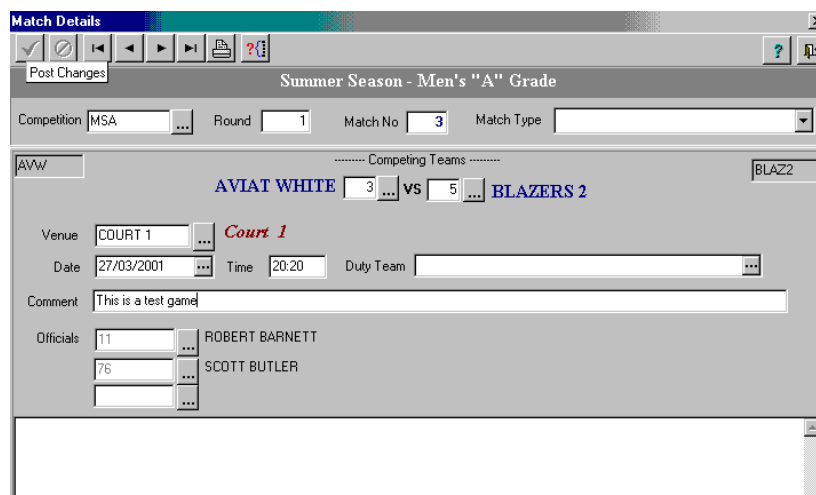 Match Details
?{
?
Post Changes
Summer Season - Men's "A" Grade
Competition MSA ... Round 1 Match No 3 Match Type
AVW
--------- Competing Teams ---------
BLAZ2
AVIAT WHITE 3 ... VS 5 ... BLAZERS 2
Venue COURT 1 ... Court 1
Date 27/03/2001 ... Time 20:20 Duty Team ...
Comment This is a test game
Officials 11 ... ROBERT BARNETT
76 ... SCOTT BUTLER
...